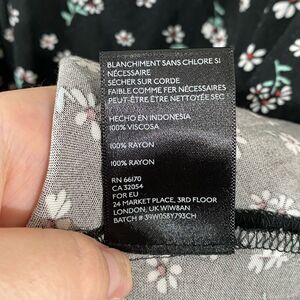 BLANCHIMENT SANS CHLORE SI
NÉCESSAIRE
SÉCHER SUR CORDE
FAIBLE COMME FER NÉCESSAIRES
PEUT-ÊTRE ÊTRE NETTOYÉE SEC
HECHO EN INDONESIA
100% VISCOSA
100% RAYON
100% RAYON
RN 66170
CA 32054
FOR EU
24 MARKET PLACE, 3RD FLOOR
LONDON, UK W1W8AN
BATCH # 39W058Y793CH